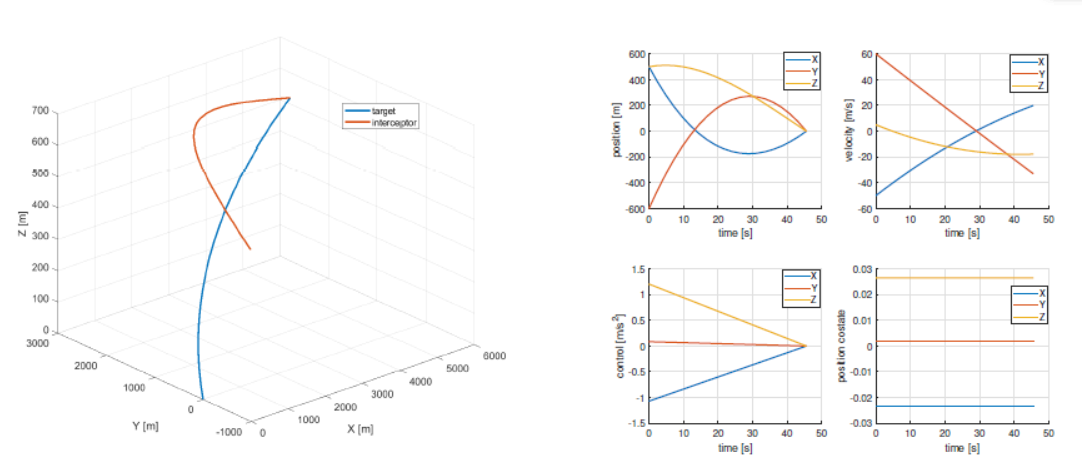 700
600
500
400
300
200
100
0
3000
2000
1000
0
-1000
0
1000
2000
3000
4000
5000
6000
Z [m]
Y [m]
X [m]
target
interceptor
600
400
200
0
-200
-400
-600
0 10 20 30 40 50
position [m]
time [s]
X
Y
Z
60
40
20
0
-20
-40
-60
0 10 20 30 40 50
velocity [m/s]
time [s]
X
Y
Z
1.5
1
0.5
0
-0.5
-1
-1.5
0 10 20 30 40 50
control [m/s²]
time [s]
X
Y
Z
0.03
0.02
0.01
0
-0.01
-0.02
-0.03
0 10 20 30 40 50
position costate
time [s]
X
Y
Z